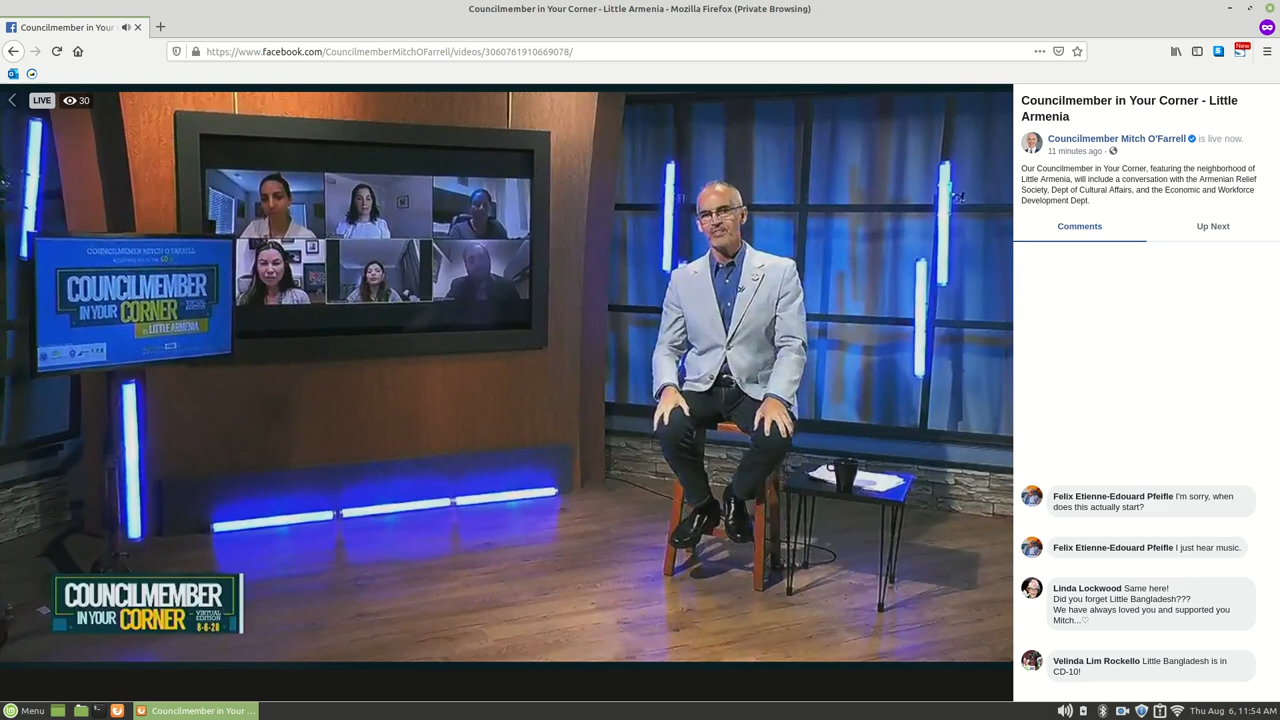 Councilmember in Your Corner - Little Armenia - Mozilla Firefox (Private Browsing)
Councilmember in Your
https://www.facebook.com/CouncilmemberMitchOFarrell/videos/3060761910669078/
New
LIVE
30
COUNCILMEMBER MITCH O'FARRELL
COUNCILMEMBER
IN YOUR CORNER
VIRTUAL
EDITION
LITTLE ARMENIA
COUNCILMEMBER
IN YOUR CORNER
VIRTUAL
EDITION
8-6-20
Councilmember in Your Corner - Little
Armenia
Councilmember Mitch O'Farrell is live now.
11 minutes ago ·
Our Councilmember in Your Corner, featuring the neighborhood of
Little Armenia, will include a conversation with the Armenian Relief
Society, Dept of Cultural Affairs, and the Economic and Workforce
Development Dept.
Comments
Up Next
Felix Etienne-Edouard Pfeifle I'm sorry, when
does this actually start?
Felix Etienne-Edouard Pfeifle I just hear music.
Linda Lockwood Same here!
Did you forget Little Bangladesh???
We have always loved you and supported you
Mitch...♡
Velinda Lim Rockello Little Bangladesh is in
CD-10!
Menu
Councilmember in Your ...
Thu Aug 6, 11:54 AM